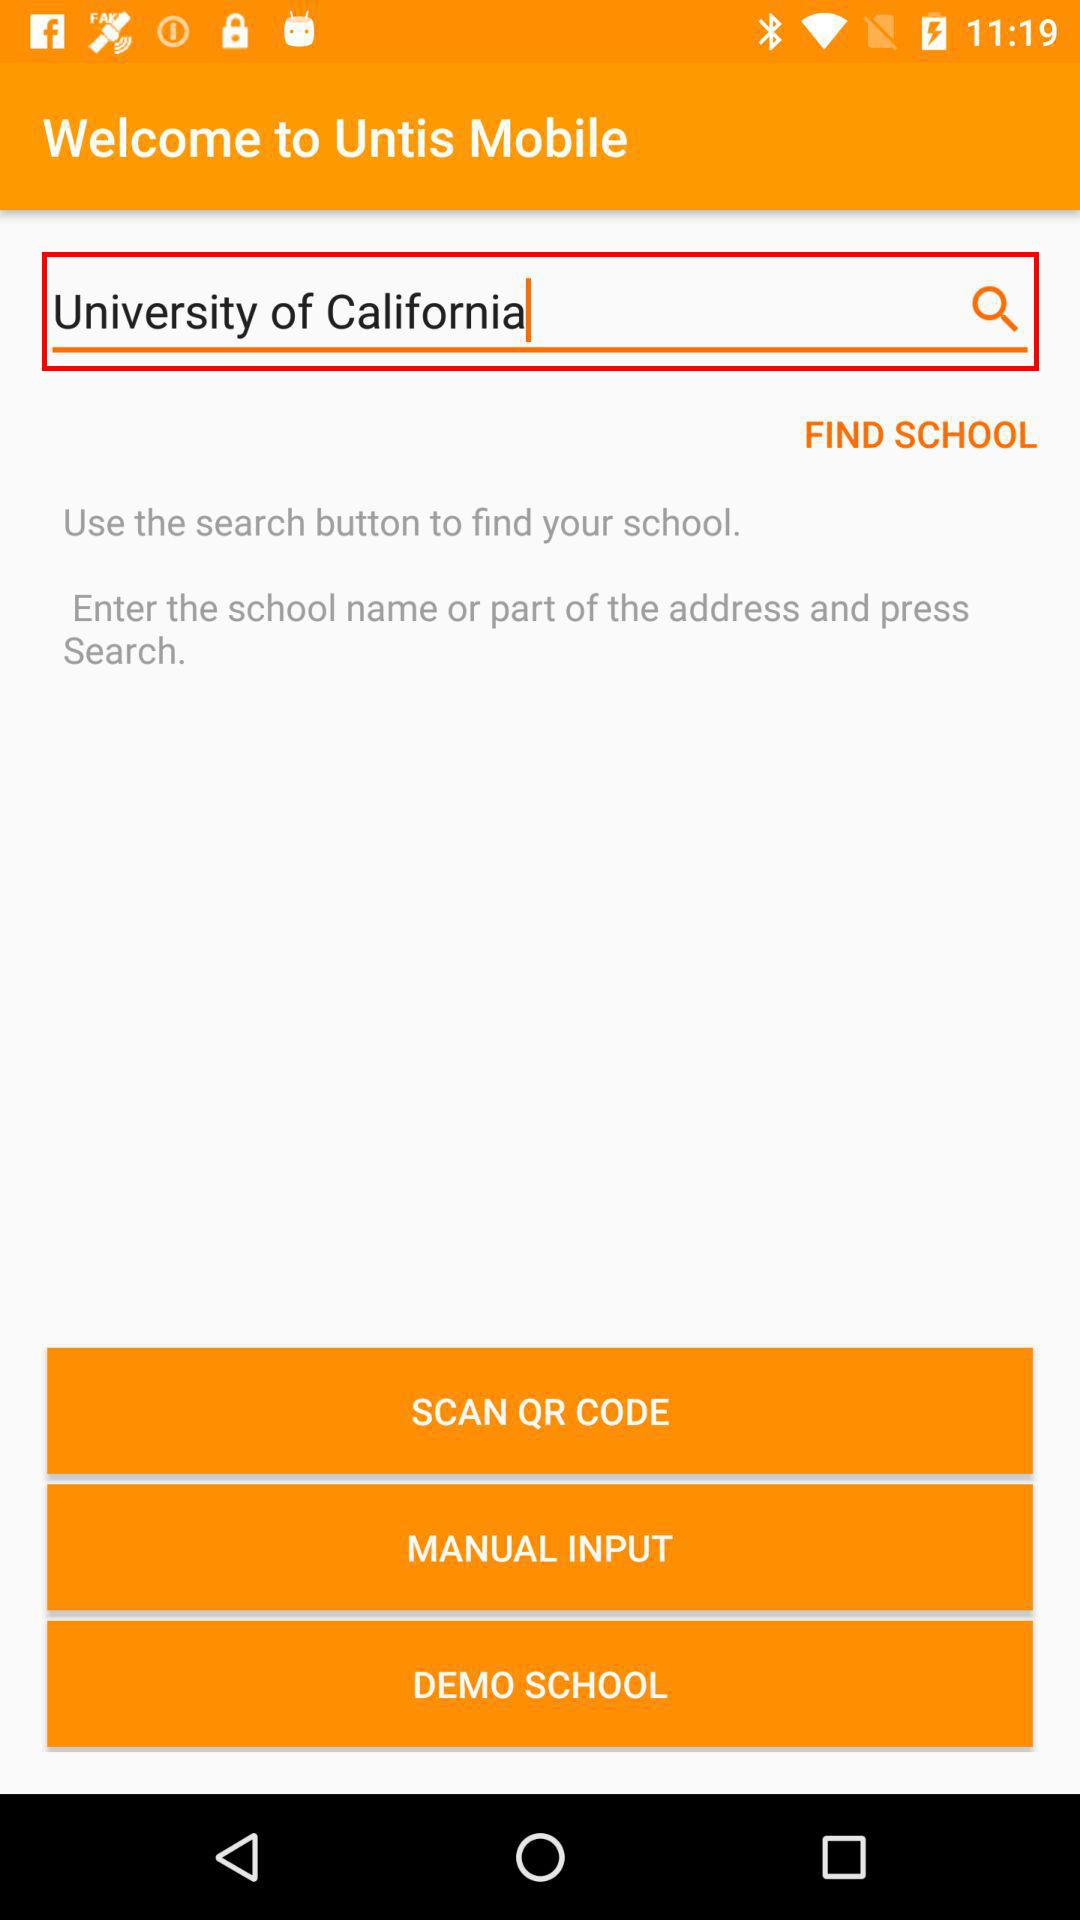 FAKE
11:19
Welcome to Untis Mobile
University of California
FIND SCHOOL
Use the search button to find your school.
Enter the school name or part of the address and press
Search.
SCAN QR CODE
MANUAL INPUT
DEMO SCHOOL